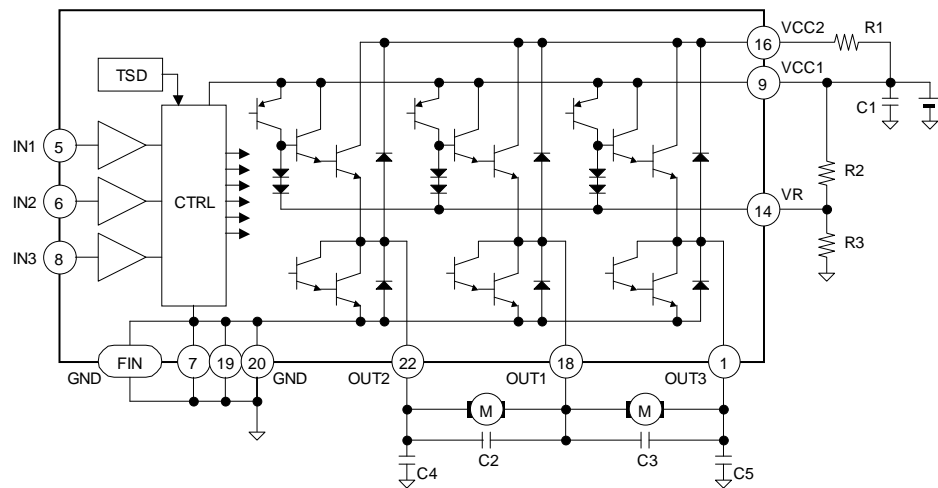 VCC2
R1
16
VCC1
TSD
9
C1
IN1
5
R2
IN2
6
CTRL
VR
14
IN3
8
R3
FIN
7
19
20
22
18
1
GND
GND
OUT2
OUT1
OUT3
M
M
C4
C2
C3
C5